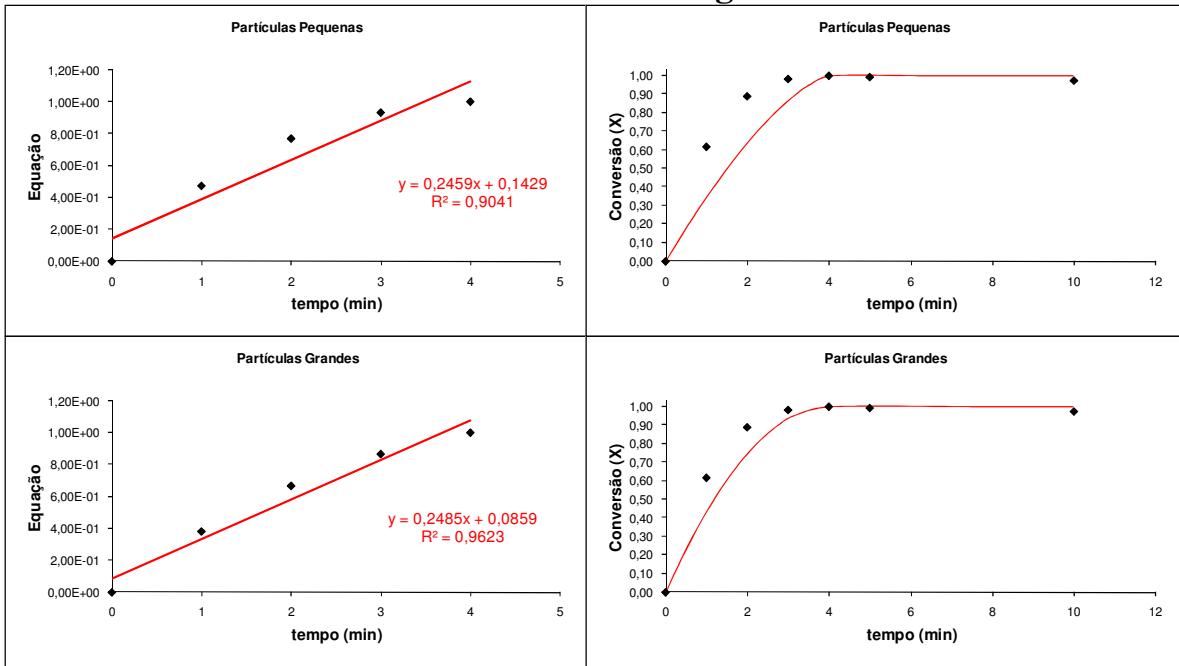 Partículas Pequenas
1,20E+00
1,00E+00
8,00E-01
6,00E-01
4,00E-01
2,00E-01
0,00E+00
Equação
y = 0,2459x + 0,1429
R² = 0,9041
0 1 2 3 4 5
tempo (min)
Partículas Pequenas
1,00
0,90
0,80
0,70
0,60
0,50
0,40
0,30
0,20
0,10
0,00
Conversão (X)
0 2 4 6 8 10 12
tempo (min)
Partículas Grandes
1,20E+00
1,00E+00
8,00E-01
6,00E-01
4,00E-01
2,00E-01
0,00E+00
Equação
y = 0,2485x + 0,0859
R² = 0,9623
0 1 2 3 4 5
tempo (min)
Partículas Grandes
1,00
0,90
0,80
0,70
0,60
0,50
0,40
0,30
0,20
0,10
0,00
Conversão (X)
0 2 4 6 8 10 12
tempo (min)